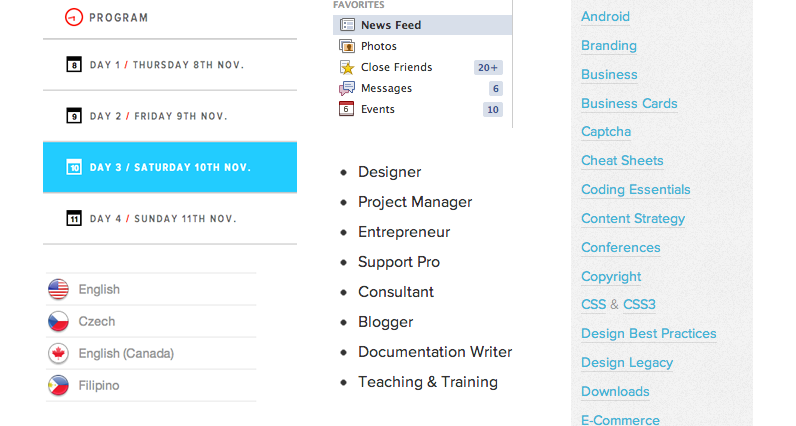 PROGRAM
8 DAY 1 / THURSDAY 8TH NOV.
9 DAY 2 / FRIDAY 9TH NOV.
10 DAY 3 / SATURDAY 10TH NOV.
11 DAY 4 / SUNDAY 11TH NOV.
English
Czech
English (Canada)
Filipino
FAVORITES
News Feed
Photos
Close Friends 20+
Messages 6
6 Events 10
Designer
Project Manager
Entrepreneur
Support Pro
Consultant
Blogger
Documentation Writer
Teaching & Training
Android
Branding
Business
Business Cards
Captcha
Cheat Sheets
Coding Essentials
Content Strategy
Conferences
Copyright
CSS & CSS3
Design Best Practices
Design Legacy
Downloads
E-Commerce